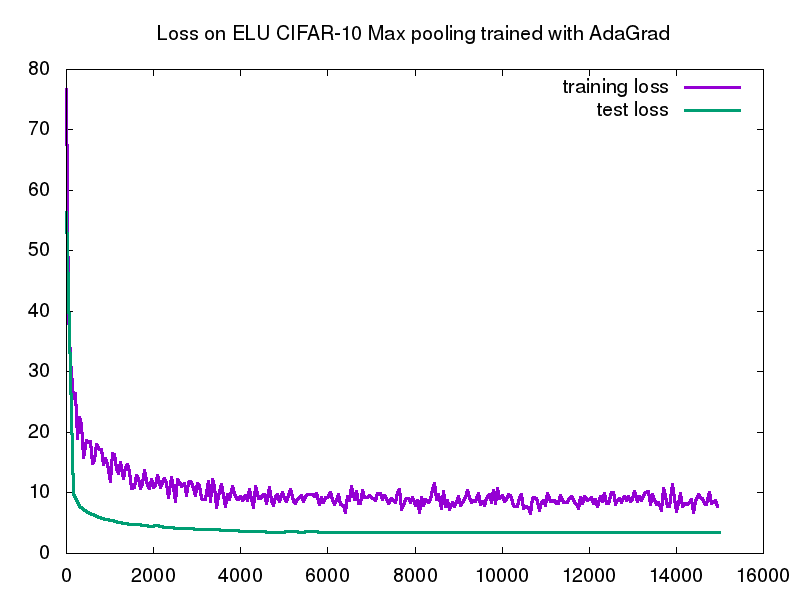 Loss on ELU CIFAR-10 Max pooling trained with AdaGrad
80
training loss
test loss
70
60
50
40
30
20
10
0
0 2000 4000 6000 8000 10000 12000 14000 16000